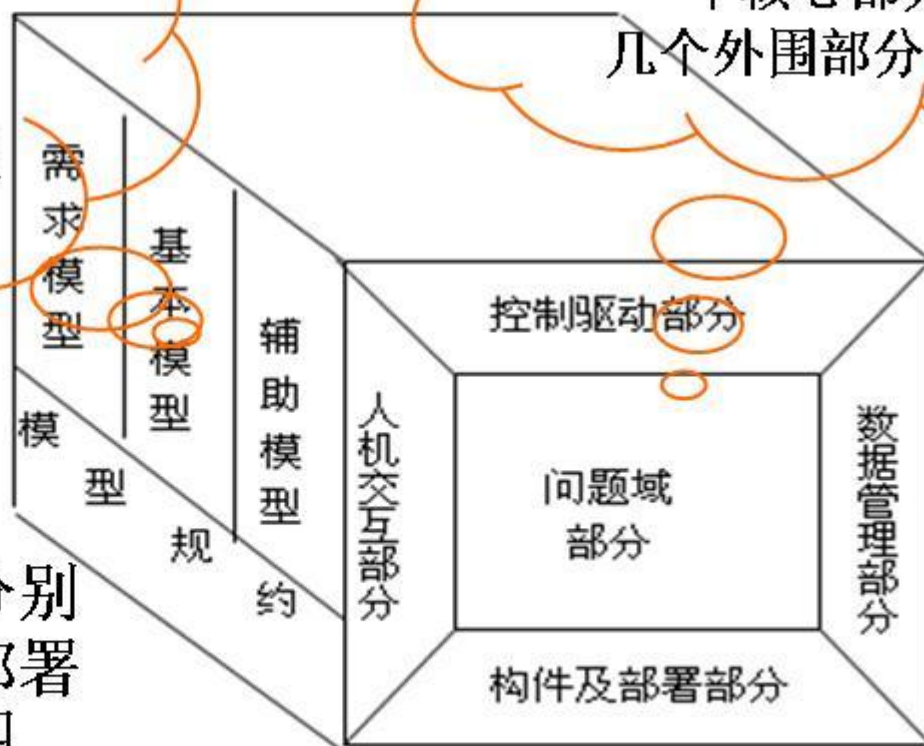 几个外围部分
需求模型
基本模型
辅助模型
模型规约
控制驱动部分
人机交互部分
问题域
部分
数据管理部分
构件及部署部分
分别
部署